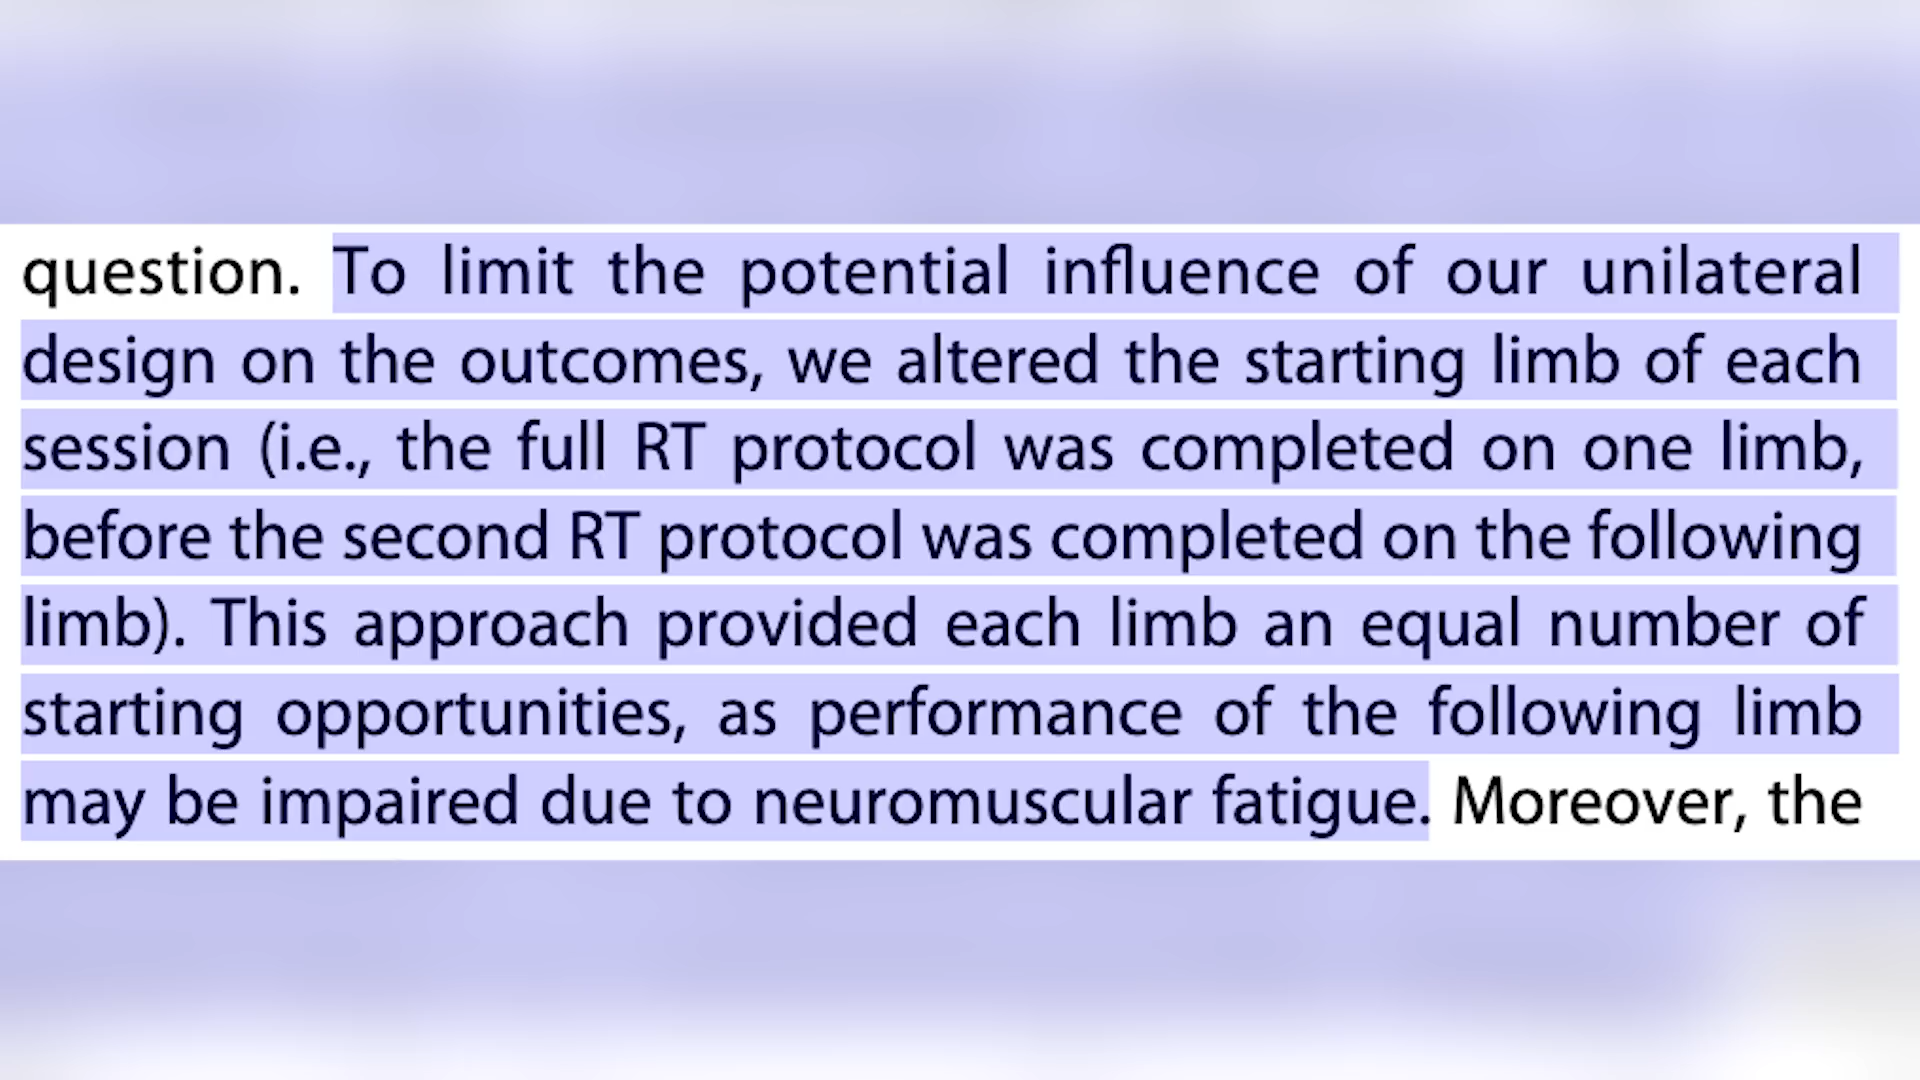 question. To limit the potential influence of our unilateral
design on the outcomes, we altered the starting limb of each
session (i.e., the full RT protocol was completed on one limb,
before the second RT protocol was completed on the following
limb). This approach provided each limb an equal number of
starting opportunities, as performance of the following limb
may be impaired due to neuromuscular fatigue. Moreover, the